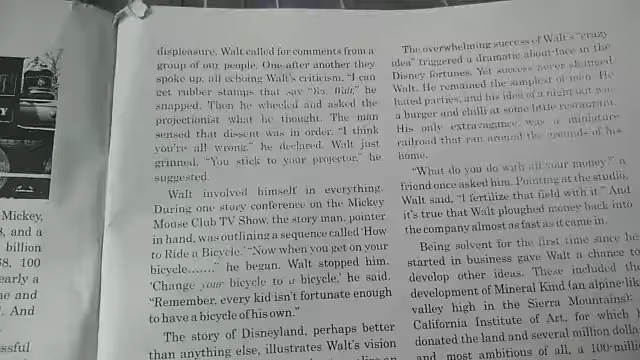 Y
Mickey,
and a
billion
58, 100
early a
ne and
. And
ssful
displeasure, Walt called for comments from a
group of our people. One after another they
spoke up, all echoing Walt's criticism. "I can
get rubber stamps that say "Yes, Walt," he
snapped. Then he wheeled and asked the
projectionist what he thought. The man
sensed that dissent was in order. "I think
you're all wrong," he declared. Walt just
grinned. "You stick to your projector," he
suggested.
Walt involved himself in everything.
During one story conference on the Mickey
Mouse Club TV Show, the story man, pointer
in hand, was outlining a sequence called 'How
to Ride a Bicycle.' "Now when you get on your
bicycle......." he began. Walt stopped him.
'Change your bicycle to a bicycle,' he said.
"Remember, every kid isn't fortunate enough
to have a bicycle of his own."
The story of Disneyland, perhaps better
than anything else, illustrates Walt's vision
The overwhelming success of Walt's "crazy
idea" triggered a dramatic about-face in the
Disney fortunes. Yet success never changed
Walt. He remained the simplest of men. He
hated parties, and his idea of a night out was
a burger and chilli at some little restaurant.
His only extravagance was a miniature
railroad that ran around the grounds of his
home.
"What do you do with all your money?" a
friend once asked him. Pointing at the studio,
Walt said, "I fertilize that field with it." And
it's true that Walt ploughed money back into
the company almost as fast as it came in.
Being solvent for the first time since he
started in business gave Walt a chance to
develop other ideas. These included the
development of Mineral Kind (an alpine-like
valley high in the Sierra Mountains);
California Institute of Art, for which h
donated the land and several million dolla
and most ambitious of all, a 100-milli